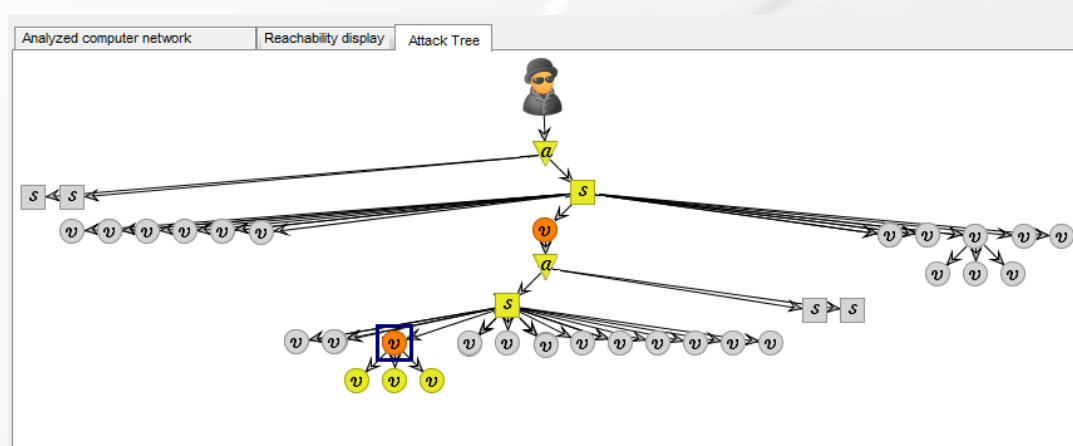 Analyzed computer network Reachability display Attack Tree
a
s s s
v v v v v v v v v v v v
a v v v
s s s
v v v v v v v v v v v v
v v v